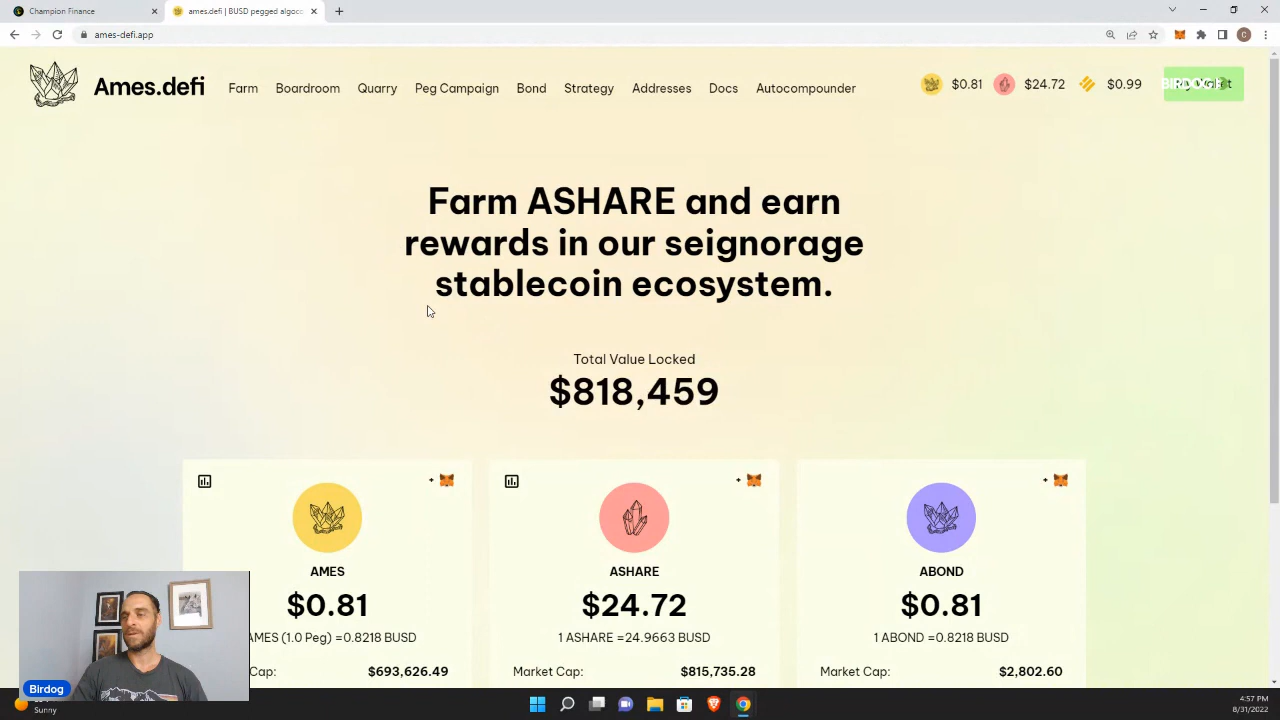 Champion Finance
ames.defi | BUSD pegged algoco
ames-defi.app
C
Ames.defi
Farm
Boardroom
Quarry
Peg Campaign
Bond
Strategy
Addresses
Docs
Autocompounder
$0.81
$24.72
$0.99
Farm ASHARE and earn
rewards in our seignorage
stablecoin ecosystem.
Total Value Locked
$818,459
AMES
$0.81
AMES (1.0 Peg) =0.8218 BUSD
Cap:
$693,626.49
ASHARE
$24.72
1 ASHARE =24.9663 BUSD
Market Cap:
$815,735.28
ABOND
$0.81
1 ABOND =0.8218 BUSD
Market Cap:
$2,802.60
Birdog
Sunny
4:57 PM
8/31/2022